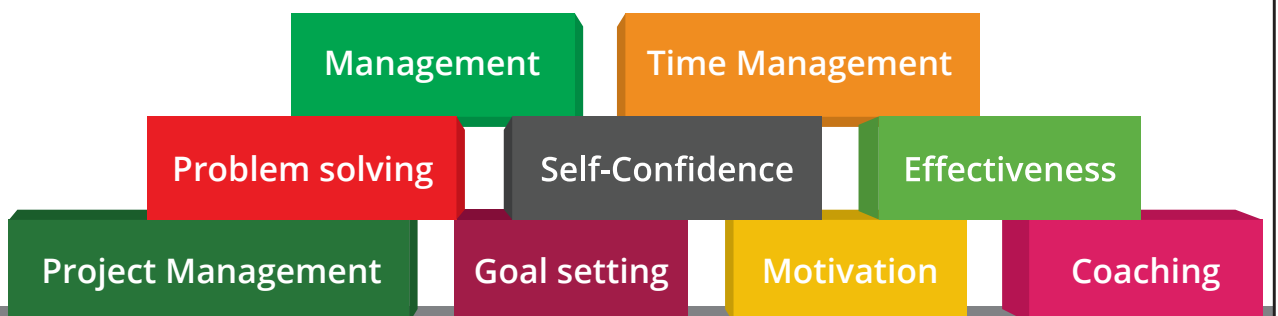 Management
Time Management
Problem solving
Self-Confidence
Effectiveness
Project Management
Goal setting
Motivation
Coaching